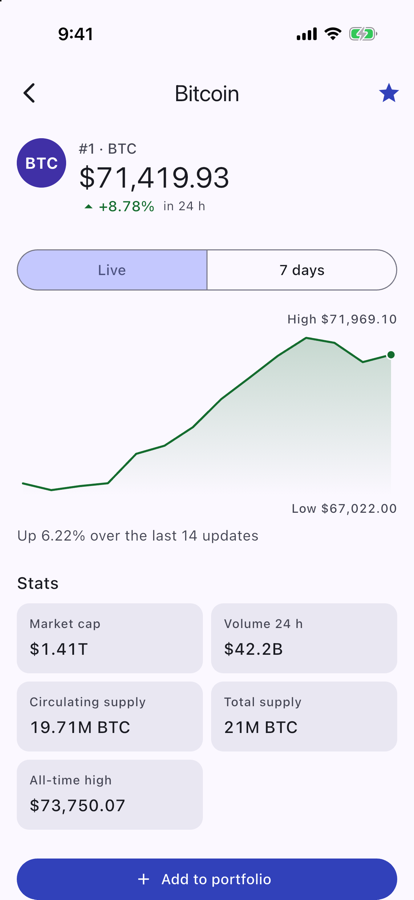 9:41
Bitcoin
BTC
#1 · BTC
$71,419.93
+8.78% in 24 h
Live
7 days
High $71,969.10
Low $67,022.00
Up 6.22% over the last 14 updates
Stats
Market cap
$1.41T
Volume 24 h
$42.2B
Circulating supply
19.71M BTC
Total supply
21M BTC
All-time high
$73,750.07
+ Add to portfolio